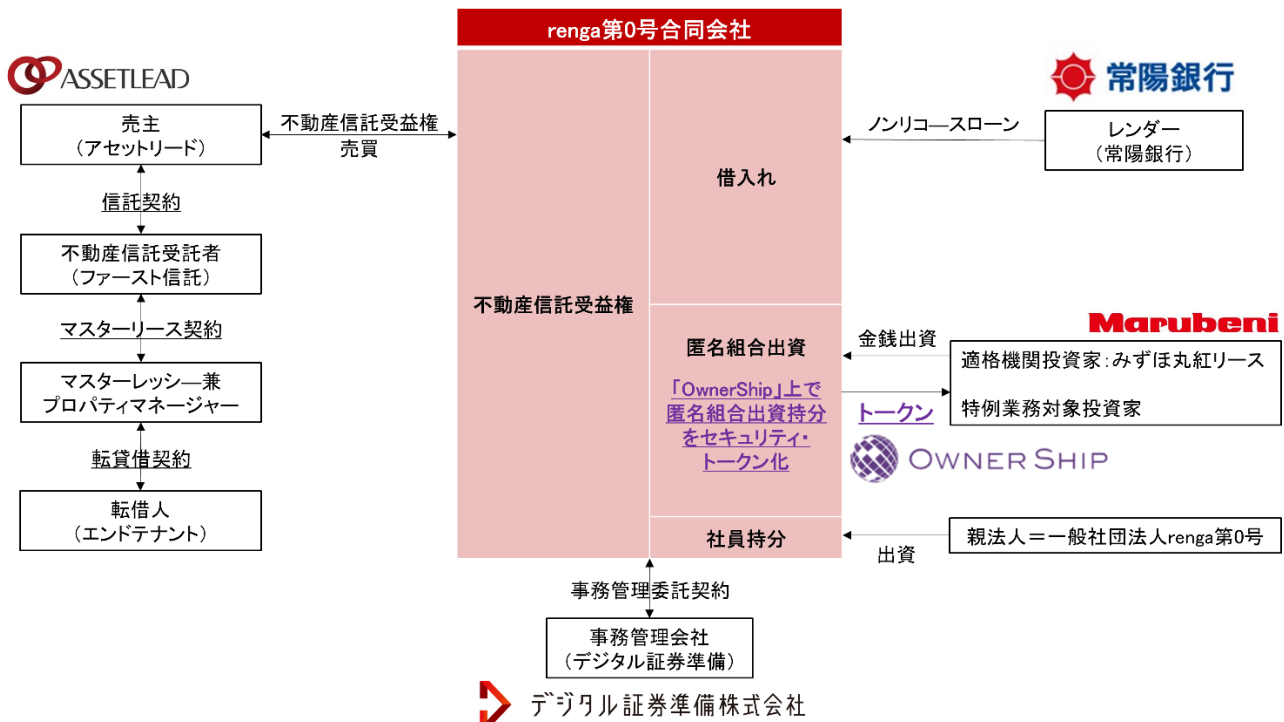 renga第0号合同会社
ASSETLEAD
売主
（アセットリード）
不動産信託受益権
売買
信託契約
不動産信託受託者
（ファースト信託）
マスターリース契約
マスターレッシ―兼
プロパティマネージャー
転貸借契約
転借人
（エンドテナント）
不動産信託受益権
借入れ
匿名組合出資
「OwnerShip」上で
匿名組合出資持分
をセキュリティ・
トークン化
社員持分
常陽銀行
ノンリコ―スローン
レンダー
（常陽銀行）
Marubeni
金銭出資
適格機関投資家：みずほ丸紅リース
特例業務対象投資家
トークン
OWNERSHIP
親法人＝一般社団法人renga第0号
出資
事務管理委託契約
事務管理会社
（デジタル証券準備）
デジタル証券準備株式会社